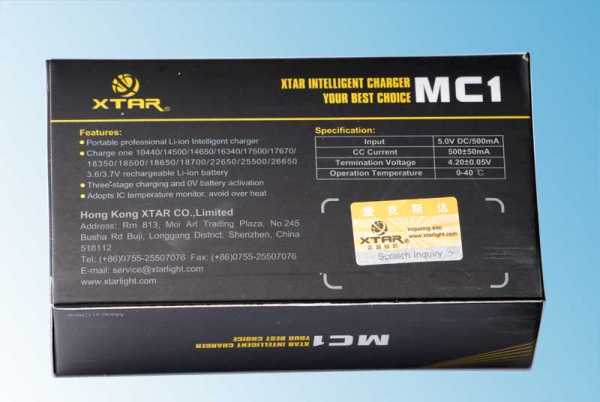 XTAR
XTAR INTELLIGENT CHARGER
YOUR BEST CHOICE
MC1
Features:
Portable professional Li-ion Intelligent charger
Charge one 10440/14500/14650/16340/17500/17670/
18350/18500/18650/18700/22650/25500/26650
3.6/3.7V rechargeable Li-ion battery
Three-stage charging and 0V battery activation
Adopts IC temperature monitor, avoid over heat
Hong Kong XTAR CO.,Limited
Address: Rm 813, Moi Arl Trading Plaza, No.245
Busha Rd Buji, Longgang District, Shenzhen, China
518112
Tel: (+86)0755-25507076 Fax: (+86)0755-25507076
E-mail: service@xtarlight.com
www.xtarlight.com
Specification:
Input 5.0V DC/500mA
CC Current 500±50mA
Termination Voltage 4.20±0.05V
Operation Temperature 0-40 ℃
爱克斯达
XTAR
www.xtarlight.com
Scratch Inquiry
MC1
XTAR INTELLIGENT CHARGER
YOUR BEST CHOICE